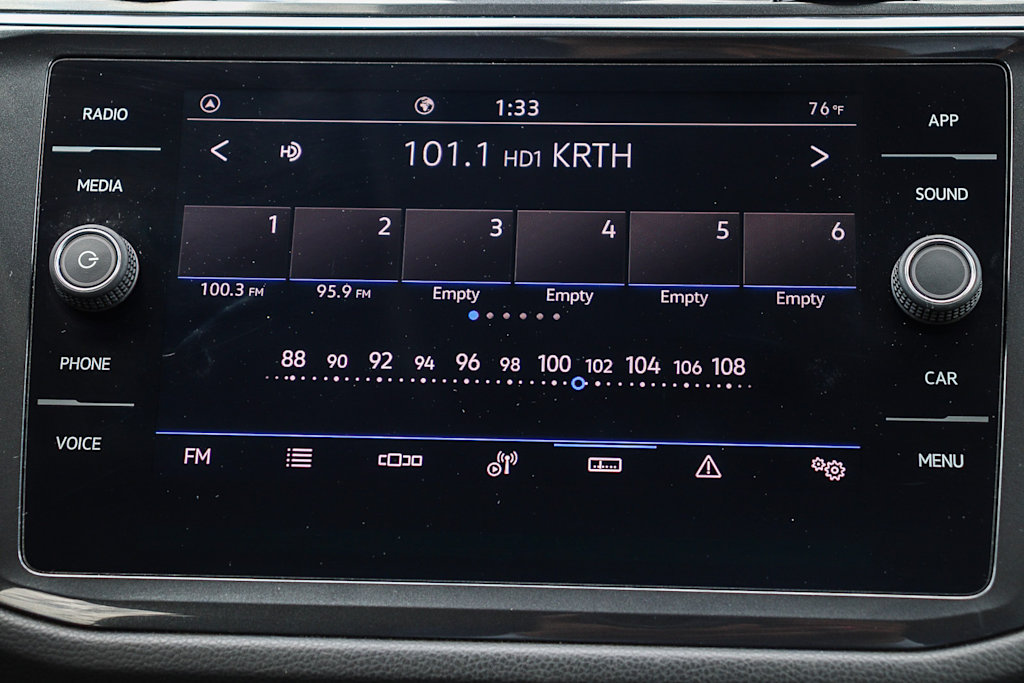 RADIO
MEDIA
PHONE
VOICE
1:33
76°F
HD
101.1 HD1 KRTH
1 2 3 4 5 6
100.3 FM 95.9 FM Empty Empty Empty Empty
88 90 92 94 96 98 100 102 104 106 108
FM
APP
SOUND
CAR
MENU